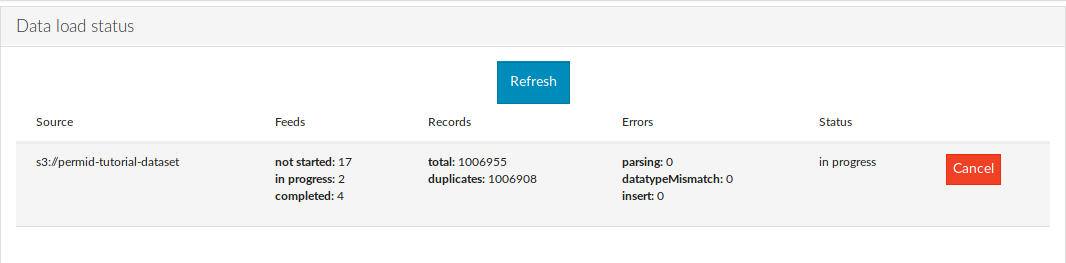 Data load status
Refresh
Source Feeds Records Errors Status
s3://permid-tutorial-dataset not started: 17 total: 1006955 parsing: 0 in progress Cancel
in progress: 2 duplicates: 1006908 datatypeMismatch: 0
completed: 4 insert: 0